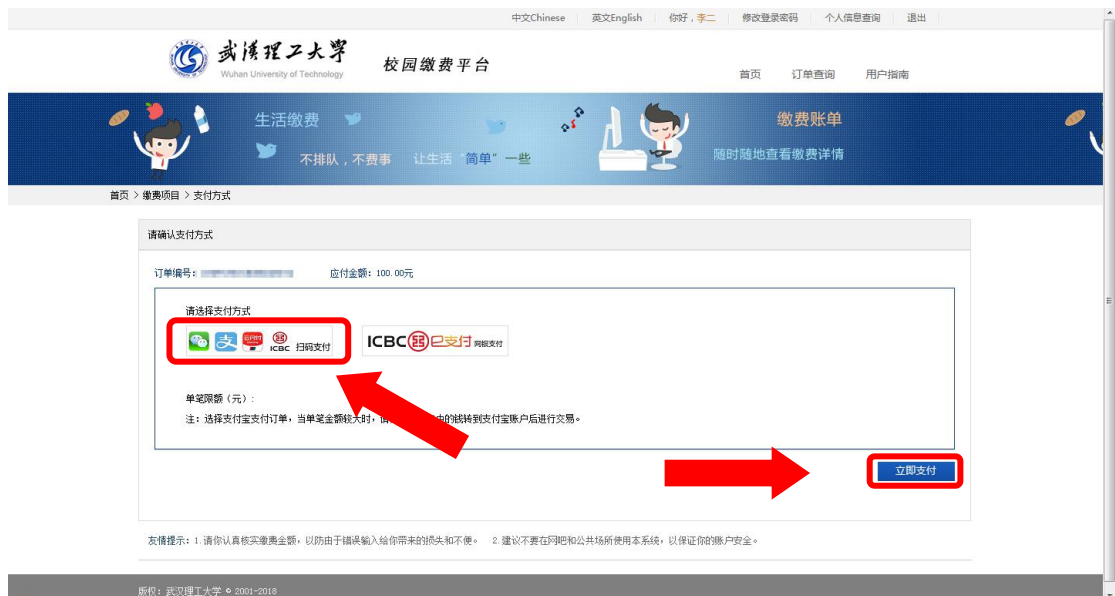 中文Chinese 英文English 你好，李二 修改登录密码 个人信息查询 退出
武汉理工大学
Wuhan University of Technology
校园缴费平台
首页 订单查询 用户指南
生活缴费
不排队，不费事 让生活“简单”一些
缴费账单
随时随地查看缴费详情
首页 > 缴费项目 > 支付方式
请确认支付方式
订单编号： 应付金额：100.00元
请选择支付方式
支 ICBC 扫码支付
ICBC 已支付 网银支付
单笔限额（元）：
注：选择支付宝支付订单，当单笔金额较大时，中的钱转到支付宝账户后进行交易。
立即支付
友情提示：1.请你认真核实缴费金额，以防由于错误输入给你带来的损失和不便。 2.建议不要在网吧和公共场所使用本系统，以保证你的账户安全。
版权：武汉理工大学 © 2001-2018